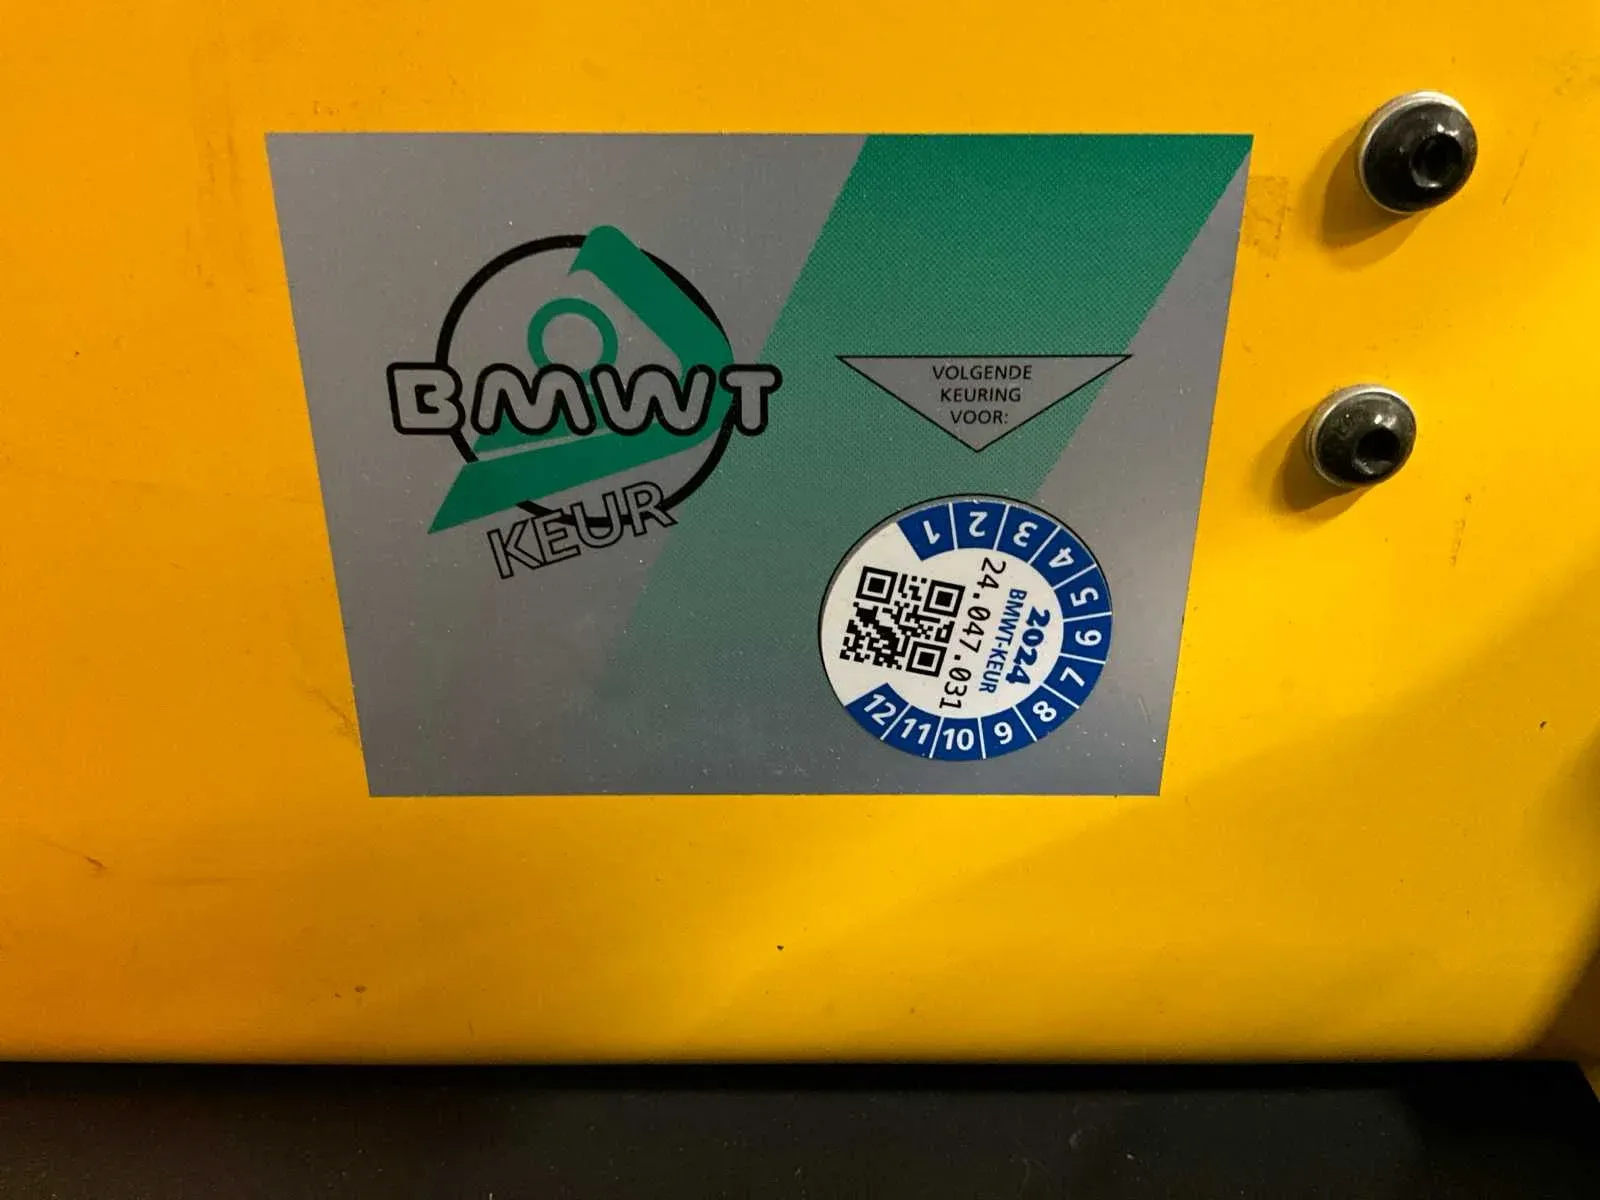 BMWT
KEUR
VOLGENDE
KEURING
VOOR:
1 2 3 4 5 6 7 8 9 10 11 12
2024
BMWT-KEUR
24.047.031